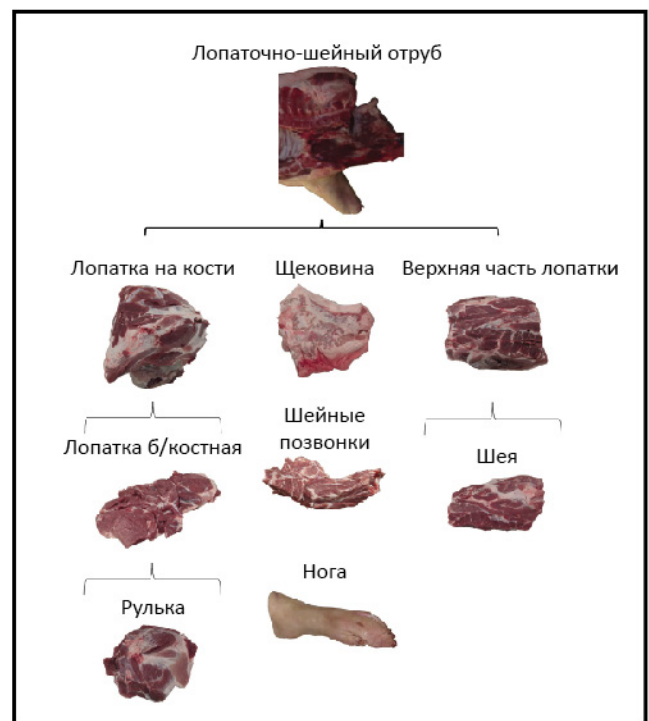 Лопаточно-шейный отруб
Лопатка на кости
Щековина
Верхняя часть лопатки
Лопатка б/костная
Шейные
позвонки
Шея
Рулька
Нога